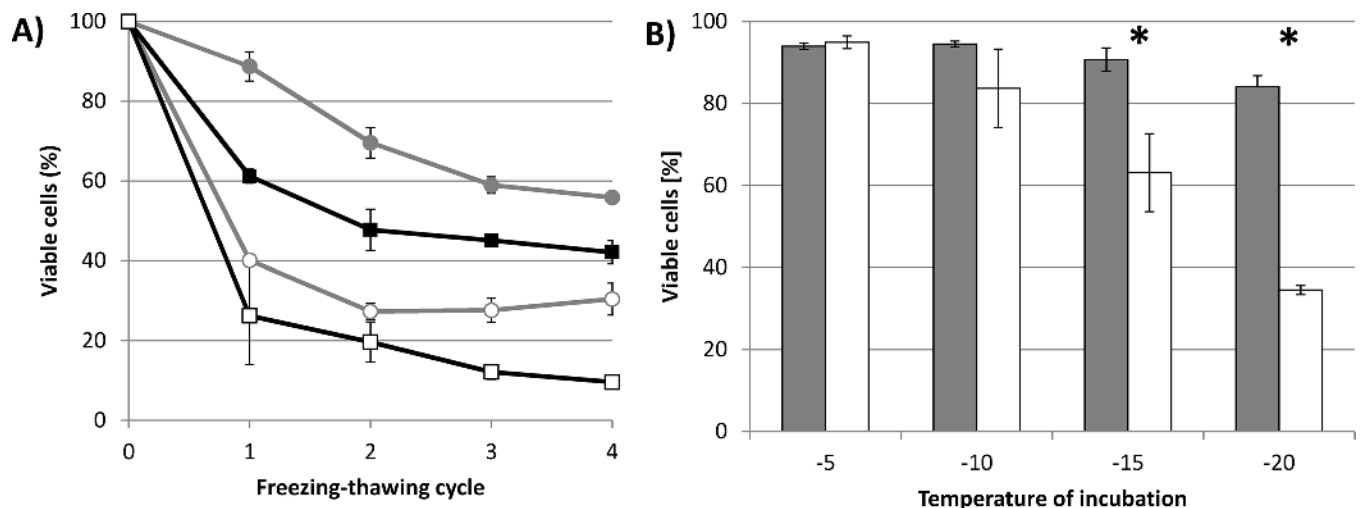 A)
100
80
60
40
20
0
Viable cells (%)
0 1 2 3 4
Freezing-thawing cycle
B)
100
80
60
40
20
0
Viable cells [%]
* *
-5 -10 -15 -20
Temperature of incubation